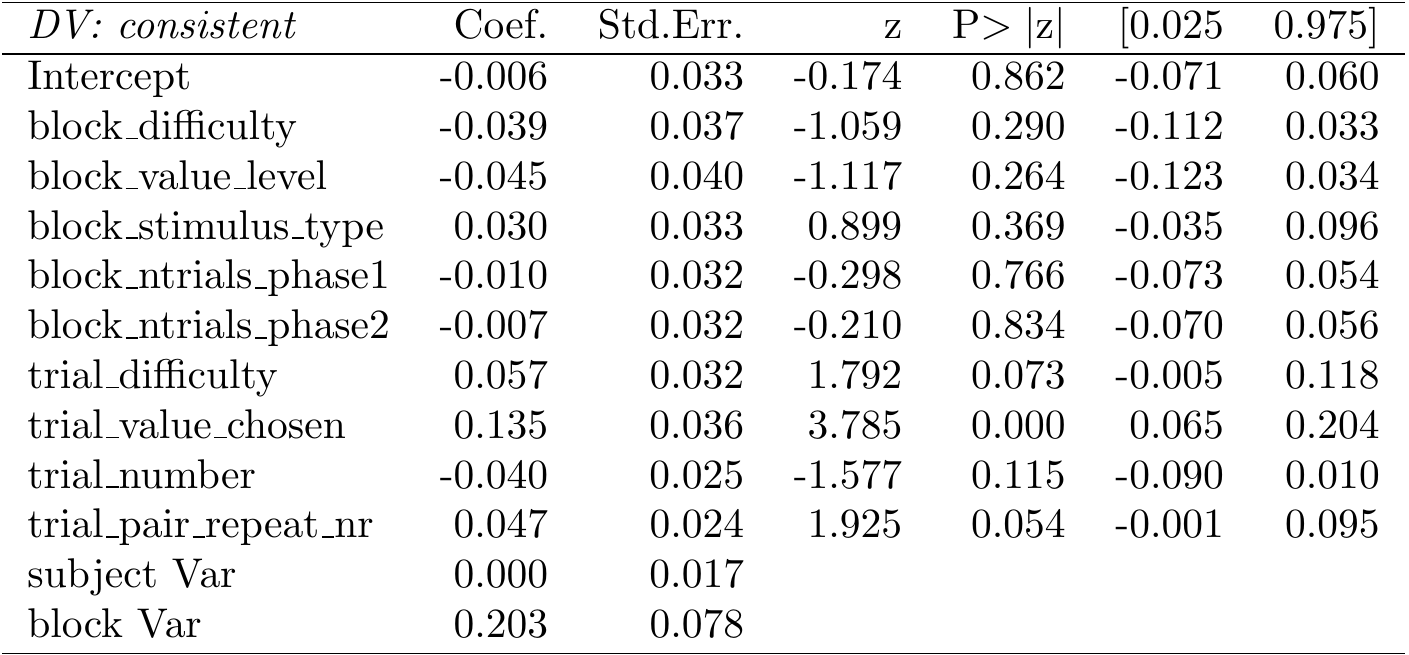 DV: consistent Coef. Std.Err. z P> |z| [0.025 0.975]
Intercept -0.006 0.033 -0.174 0.862 -0.071 0.060
block_difficulty -0.039 0.037 -1.059 0.290 -0.112 0.033
block_value_level -0.045 0.040 -1.117 0.264 -0.123 0.034
block_stimulus_type 0.030 0.033 0.899 0.369 -0.035 0.096
block_ntrials_phase1 -0.010 0.032 -0.298 0.766 -0.073 0.054
block_ntrials_phase2 -0.007 0.032 -0.210 0.834 -0.070 0.056
trial_difficulty 0.057 0.032 1.792 0.073 -0.005 0.118
trial_value_chosen 0.135 0.036 3.785 0.000 0.065 0.204
trial_number -0.040 0.025 -1.577 0.115 -0.090 0.010
trial_pair_repeat_nr 0.047 0.024 1.925 0.054 -0.001 0.095
subject Var 0.000 0.017
block Var 0.203 0.078